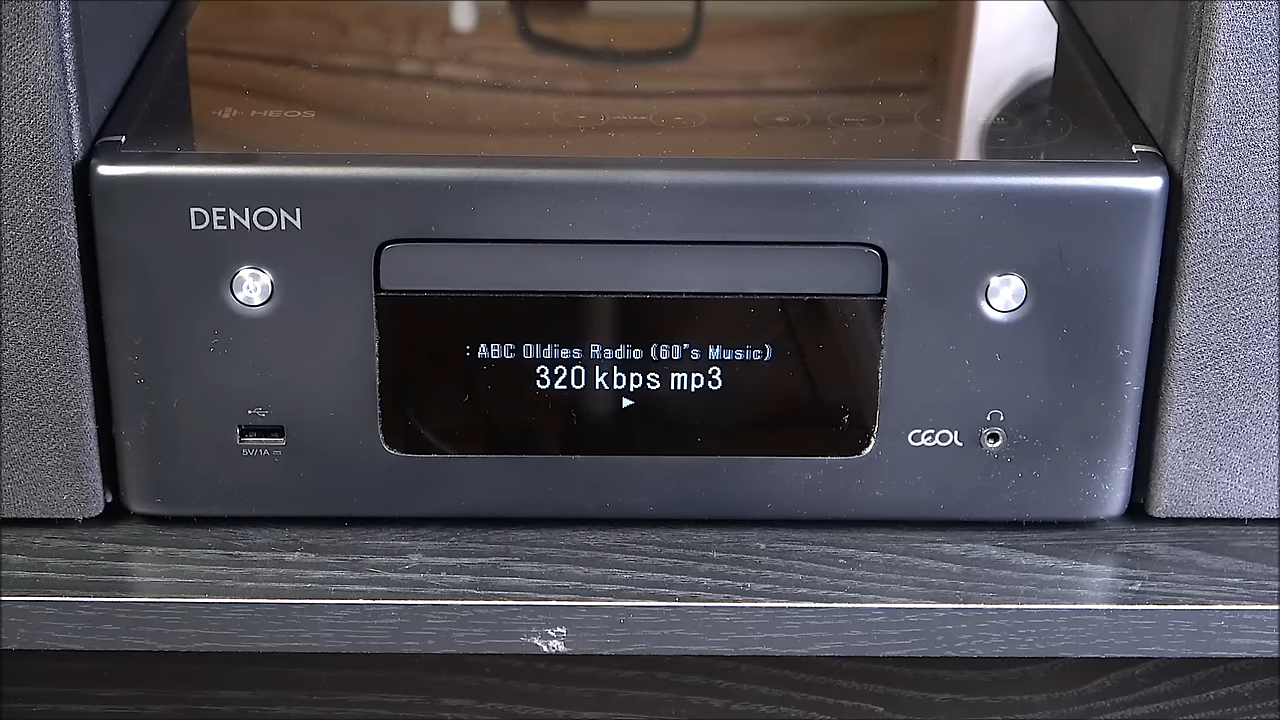 HEOS
DENON
: ABC Oldies Radio (60's Music)
320 kbps mp3
5V/1A
CEOL